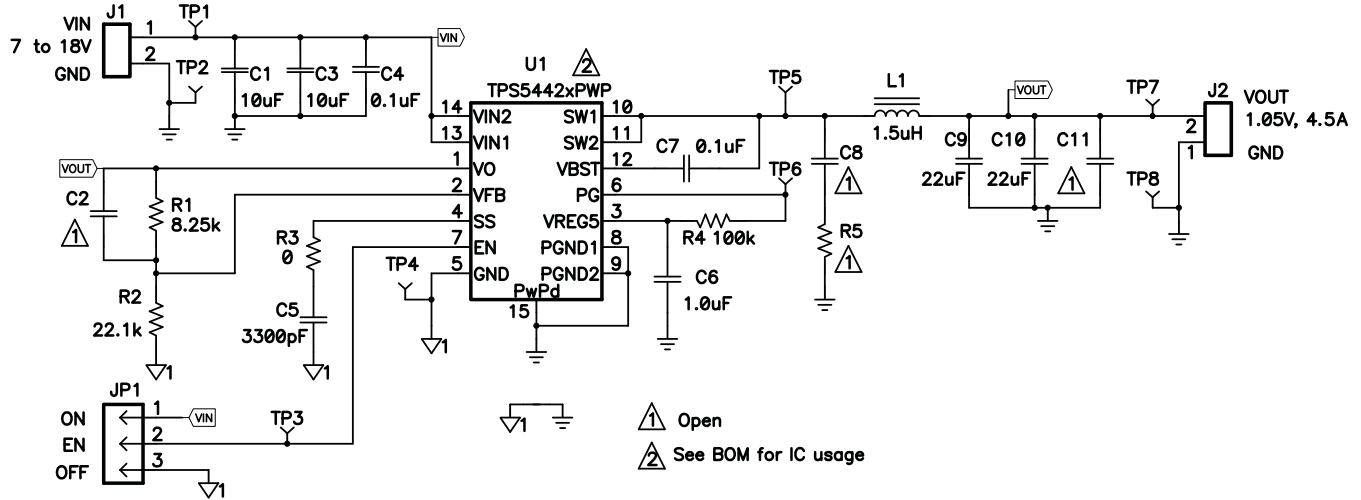 J1
VIN
7 to 18V
GND
1
2
TP1
TP2
C1
10uF
C3
10uF
C4
0.1uF
VIN
U1
2
TPS5442xPWP
14 VIN2
13 VIN1
1 VO
2 VFB
4 SS
7 EN
5 GND
SW1 10
SW2 11
VBST 12
PG 6
VREG5 3
PGND1 8
PGND2 9
PwPd
15
VOUT
C2
1
R1
8.25k
R2
22.1k
1
R3
0
C5
3300pF
1
TP4
1
C7 0.1uF
TP5
TP6
R4 100k
C6
1.0uF
C8
1
R5
1
L1
1.5uH
VOUT
C9
22uF
C10
22uF
C11
1
TP7
TP8
J2
2
1
VOUT
1.05V, 4.5A
GND
JP1
ON
EN
OFF
1
2
3
VIN
TP3
1
1
1 Open
2 See BOM for IC usage